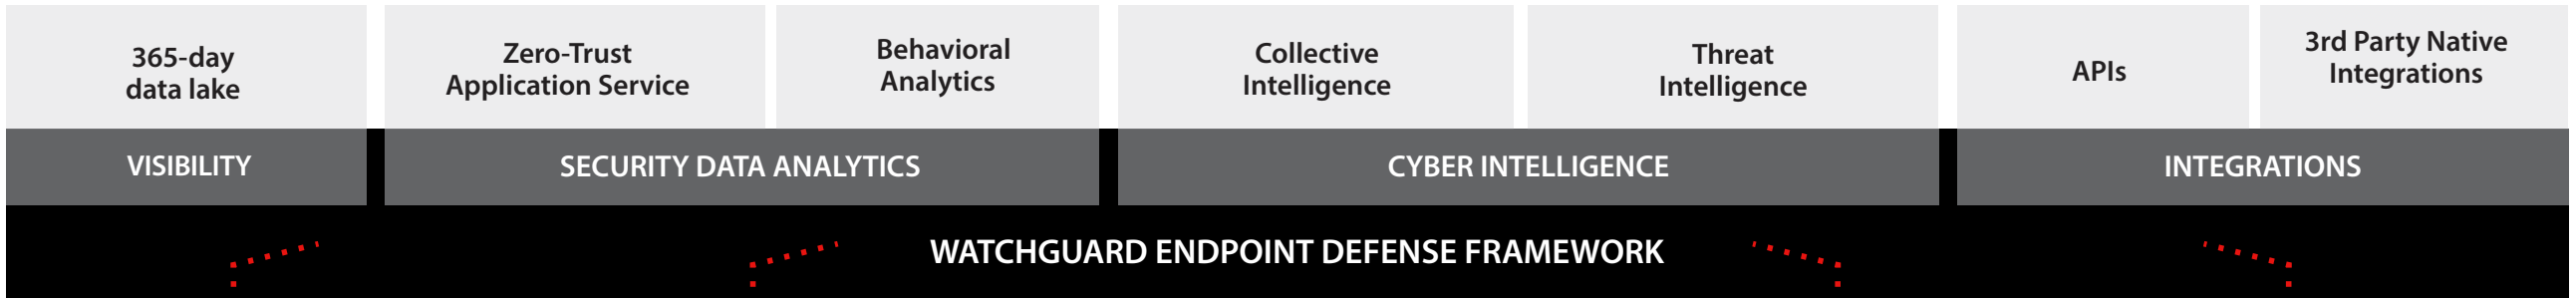 365-day
data lake
Zero-Trust
Application Service
Behavioral
Analytics
Collective
Intelligence
Threat
Intelligence
APIs
3rd Party Native
Integrations
VISIBILITY
SECURITY DATA ANALYTICS
CYBER INTELLIGENCE
INTEGRATIONS
WATCHGUARD ENDPOINT DEFENSE FRAMEWORK